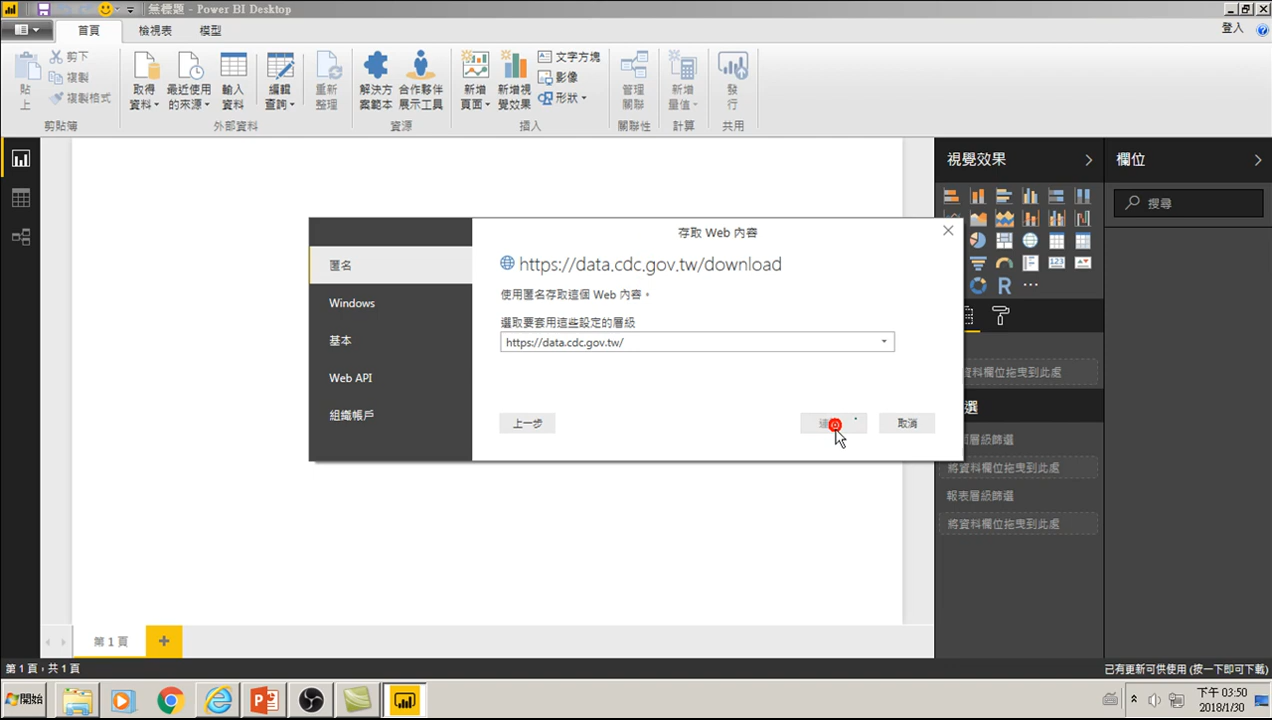 無標題 - Power BI Desktop
登入
首頁
檢視表
模型
貼上
剪下
複製
複製格式
剪貼簿
取得資料
最近使用的來源
輸入資料
編輯查詢
外部資料
重新整理
解決方案範本
合作夥伴展示工具
資源
新增頁面
新增視覺效果
文字方塊
影像
形狀
插入
管理關聯
關聯性
新增量值
計算
發行
共用
視覺效果
欄位
搜尋
存取 Web 內容
匿名
Windows
基本
Web API
組織帳戶
https://data.cdc.gov.tw/download
使用匿名存取這個 Web 內容。
選取要套用這些設定的層級
https://data.cdc.gov.tw/
上一步
取消
資料欄位拖曳到此處
選
層級篩選
將資料欄位拖曳到此處
報表層級篩選
將資料欄位拖曳到此處
第 1 頁
第 1 頁，共 1 頁
已有更新可供使用 (按一下即可下載)
開始
下午 03:50
2018/1/30